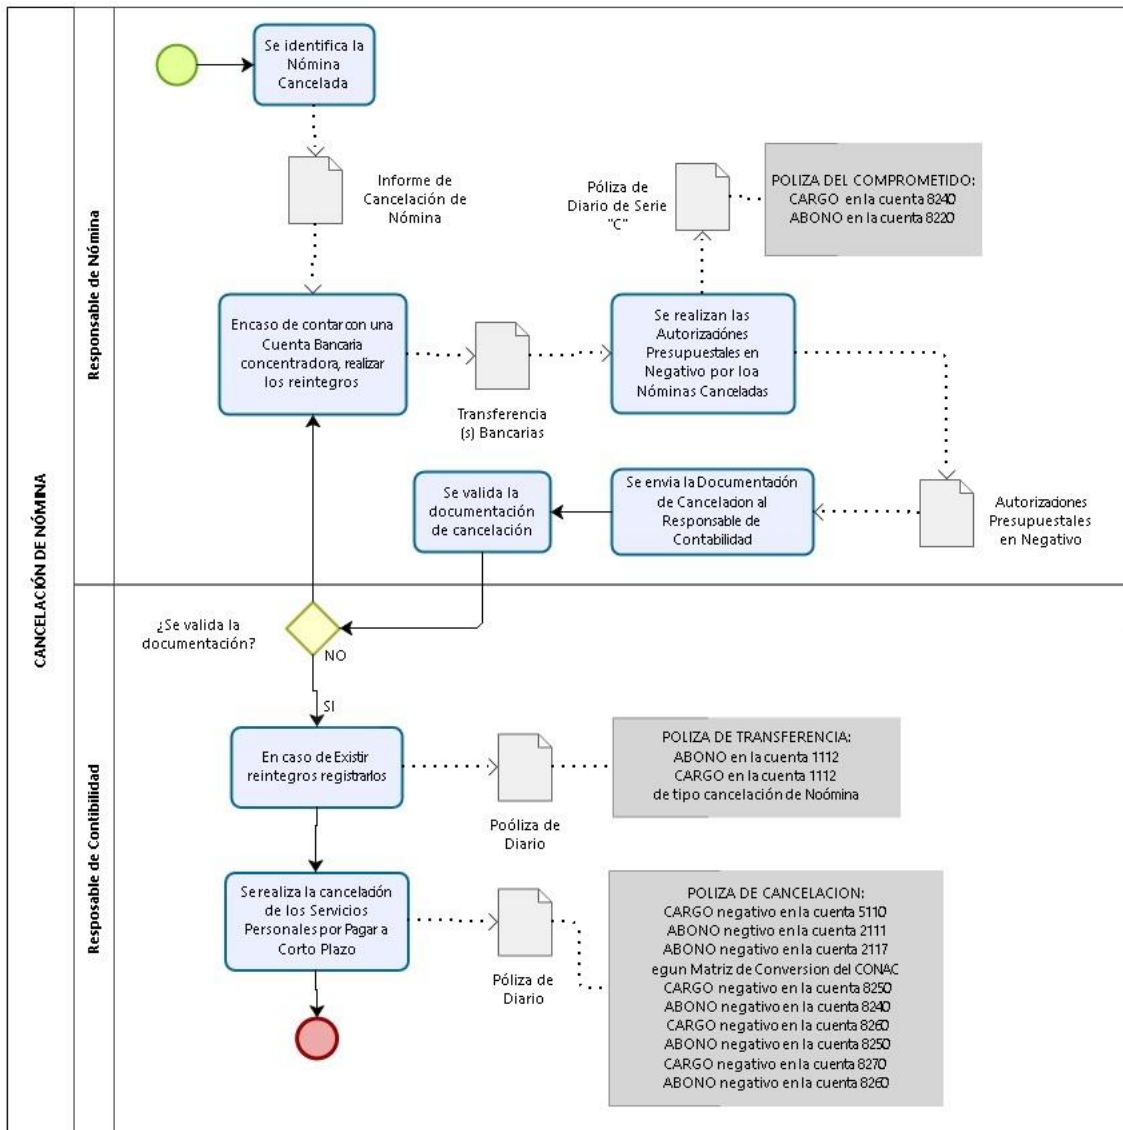 CANCELACIÓN DE NÓMINA
Responsable de Nómina
Se identifica la
Nómina
Cancelada
Informe de
Cancelación de
Nómina
Póliza de
Diario de Serie
"C"
POLIZA DEL COMPROMETIDO:
CARGO en la cuenta 8240
ABONO en la cuenta 8220
En caso de contar con una
Cuenta Bancaria
concentradora, realizar
los reintegros
Transferencia
(s) Bancarias
Se realizan las
Autorizaciónes
Presupuestales en
Negativo por loa
Nóminas Canceladas
Se valida la
documentación
de cancelación
Se envia la Documentación
de Cancelacion al
Responsable de
Contabilidad
Autorizaciones
Presupuestales
en Negativo
Resposable de Contibilidad
¿Se valida la
documentación?
NO
SI
En caso de Existir
reintegros registrarlos
Poóliza de
Diario
POLIZA DE TRANSFERENCIA:
ABONO en la cuenta 1112
CARGO en la cuenta 1112
de tipo cancelación de Noómina
Se realiza la cancelación
de los Servicios
Personales por Pagar a
Corto Plazo
Póliza de
Diario
POLIZA DE CANCELACION:
CARGO negativo en la cuenta 5110
ABONO negtivo en la cuenta 2111
ABONO negativo en la cuenta 2117
egun Matriz de Conversion del CONAC
CARGO negativo en la cuenta 8250
ABONO negativo en la cuenta 8240
CARGO negativo en la cuenta 8260
ABONO negativo en la cuenta 8250
CARGO negativo en la cuenta 8270
ABONO negativo en la cuenta 8260